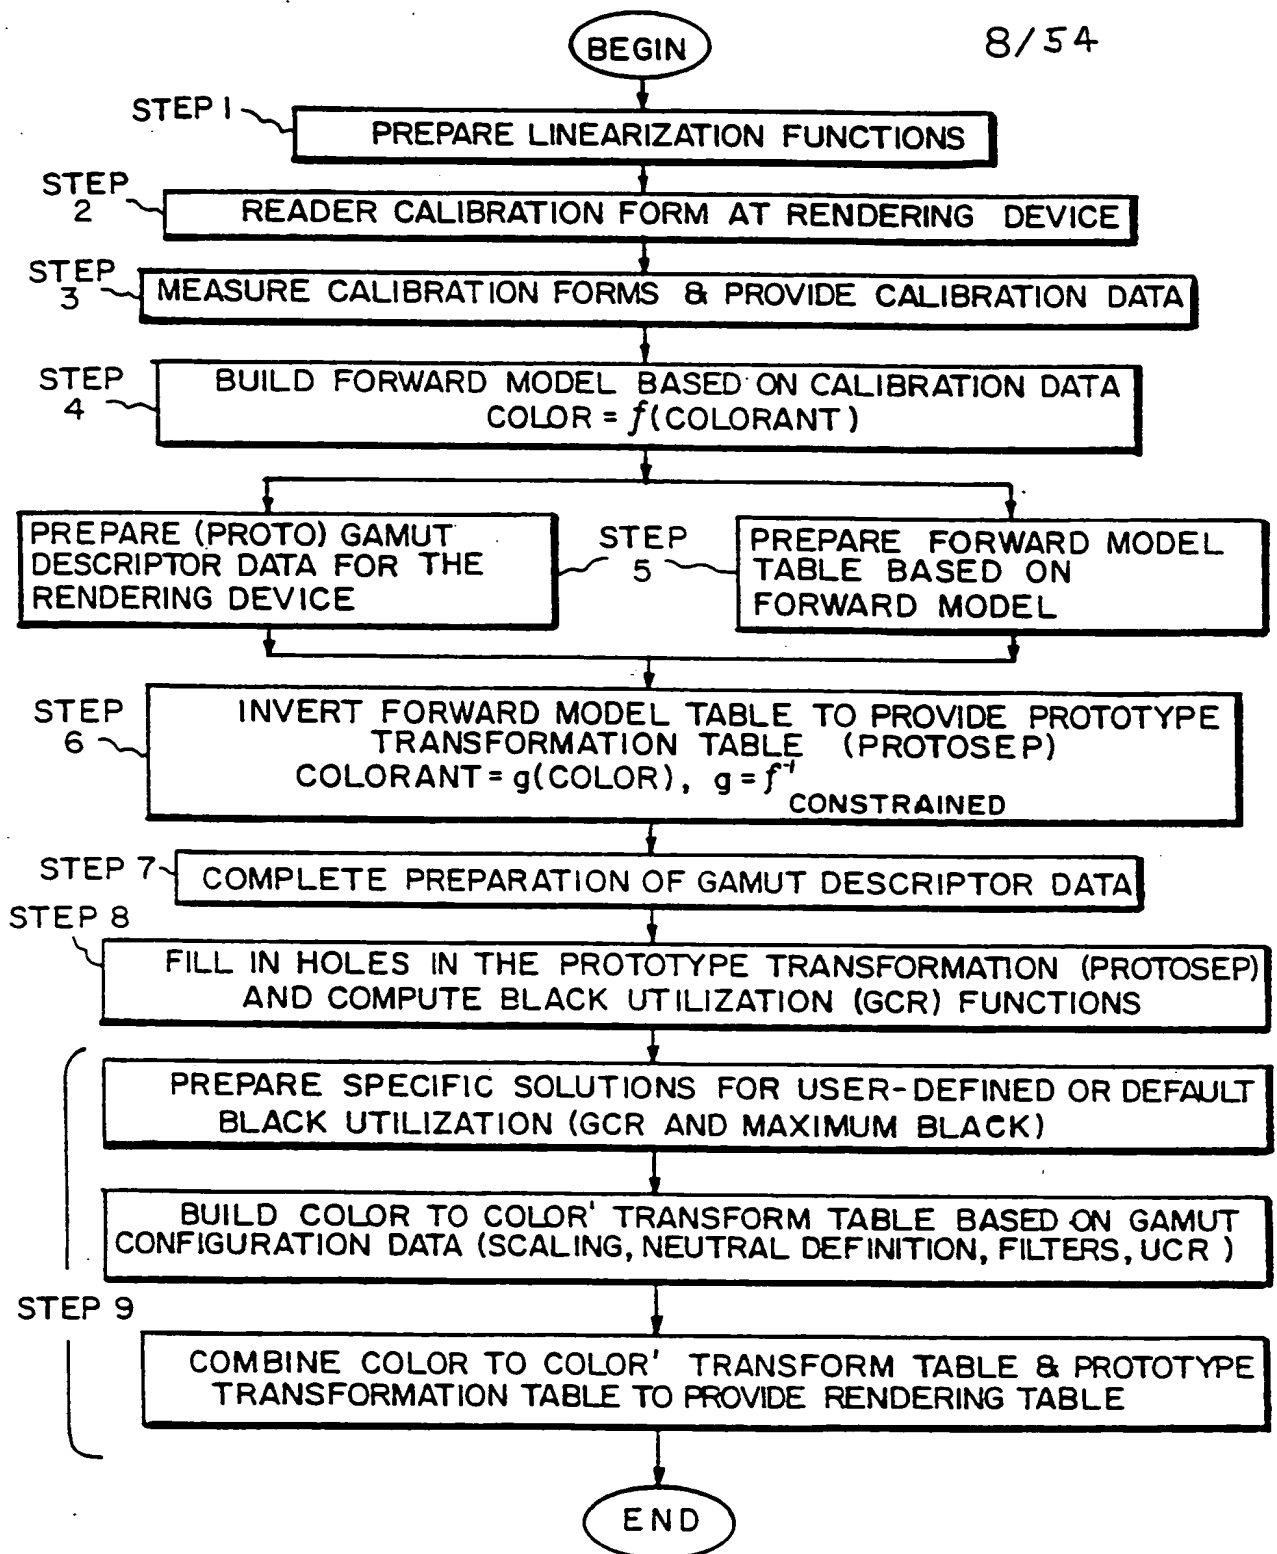 8/54
BEGIN
STEP 1
PREPARE LINEARIZATION FUNCTIONS
STEP
2
READER CALIBRATION FORM AT RENDERING DEVICE
STEP
3
MEASURE CALIBRATION FORMS & PROVIDE CALIBRATION DATA
STEP
4
BUILD FORWARD MODEL BASED ON CALIBRATION DATA
COLOR = f(COLORANT)
PREPARE (PROTO) GAMUT
DESCRIPTOR DATA FOR THE
RENDERING DEVICE
STEP
5
PREPARE FORWARD MODEL
TABLE BASED ON
FORWARD MODEL
STEP
6
INVERT FORWARD MODEL TABLE TO PROVIDE PROTOTYPE
TRANSFORMATION TABLE (PROTOSEP)
COLORANT = g(COLOR), g = f⁻¹
CONSTRAINED
STEP 7
COMPLETE PREPARATION OF GAMUT DESCRIPTOR DATA
STEP 8
FILL IN HOLES IN THE PROTOTYPE TRANSFORMATION (PROTOSEP)
AND COMPUTE BLACK UTILIZATION (GCR) FUNCTIONS
PREPARE SPECIFIC SOLUTIONS FOR USER-DEFINED OR DEFAULT
BLACK UTILIZATION (GCR AND MAXIMUM BLACK)
BUILD COLOR TO COLOR' TRANSFORM TABLE BASED ON GAMUT
CONFIGURATION DATA (SCALING, NEUTRAL DEFINITION, FILTERS, UCR )
STEP 9
COMBINE COLOR TO COLOR' TRANSFORM TABLE & PROTOTYPE
TRANSFORMATION TABLE TO PROVIDE RENDERING TABLE
END